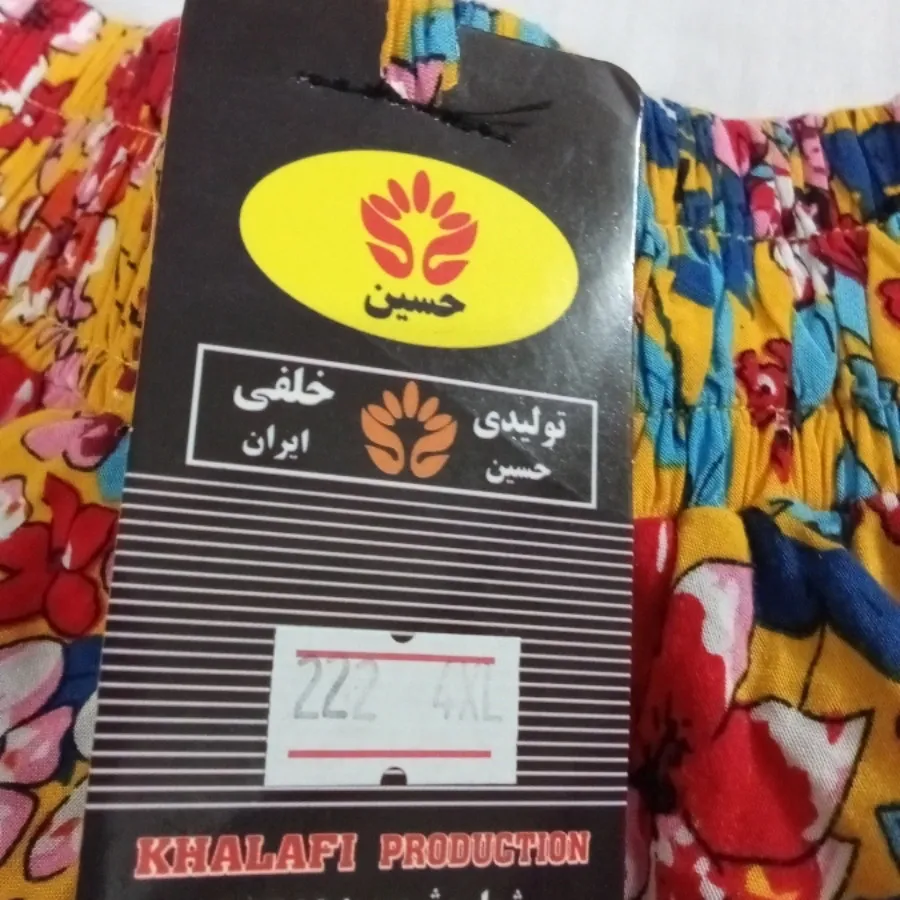 حسین
تولیدی خلفی
حسین ایران
222 4XL
KHALAFI PRODUCTION